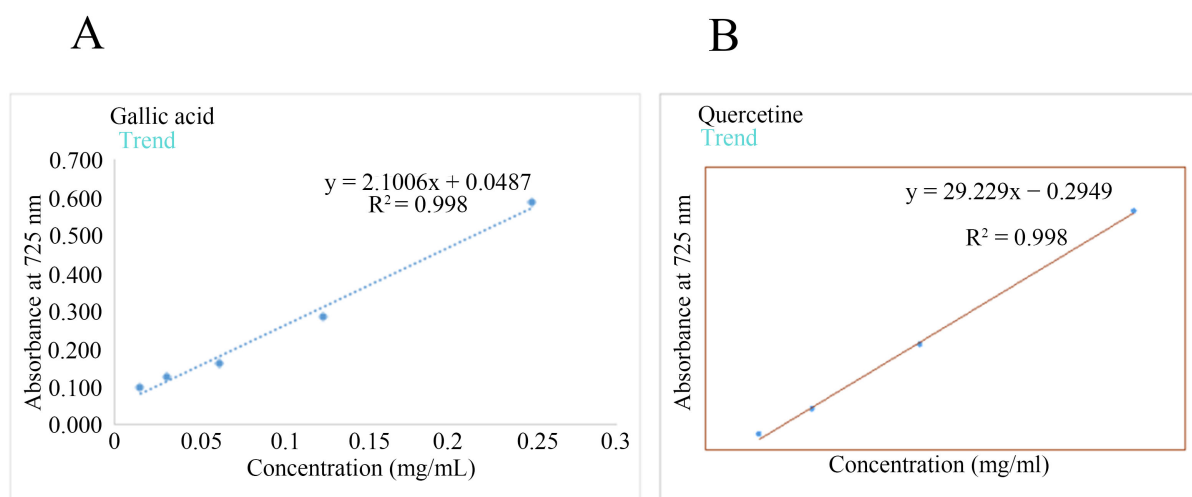 A
Gallic acid
Trend
0.700
0.600
0.500
0.400
0.300
0.200
0.100
0.000
Absorbance at 725 nm
y = 2.1006x + 0.0487
R² = 0.998
0 0.05 0.1 0.15 0.2 0.25 0.3
Concentration (mg/mL)
B
Quercetine
Trend
Absorbance at 725 nm
y = 29.229x − 0.2949
R² = 0.998
Concentration (mg/ml)